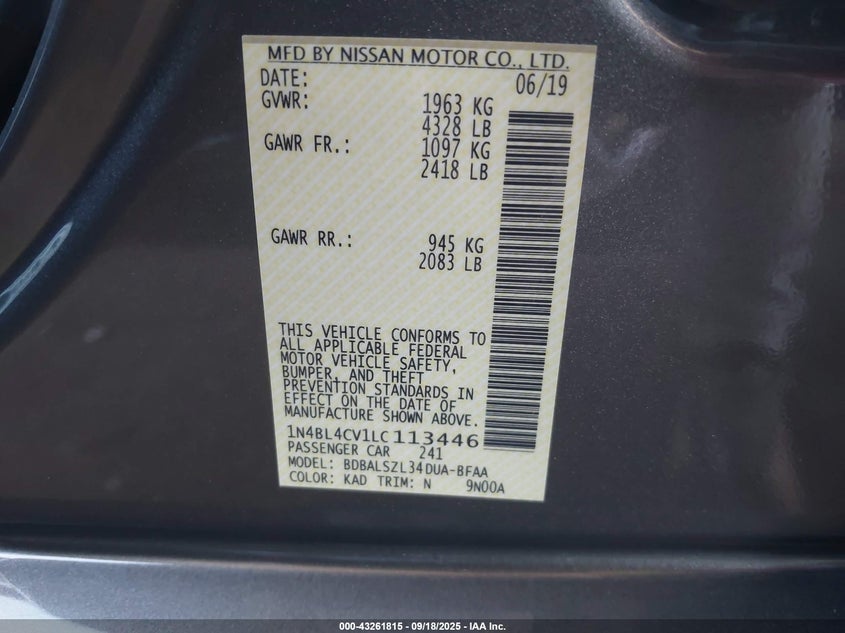 MFD BY NISSAN MOTOR CO., LTD.
DATE: 06/19
GVWR: 1963 KG
4328 LB
GAWR FR.: 1097 KG
2418 LB
GAWR RR.: 945 KG
2083 LB
THIS VEHICLE CONFORMS TO
ALL APPLICABLE FEDERAL
MOTOR VEHICLE SAFETY,
BUMPER, AND THEFT
PREVENTION STANDARDS IN
EFFECT ON THE DATE OF
MANUFACTURE SHOWN ABOVE.
1N4BL4CV1LC113446
PASSENGER CAR 241
MODEL: BDBALSZL34DUA-BFAA
COLOR: KAD TRIM: N 9N00A
000-43261815 - 09/18/2025 - IAA Inc.